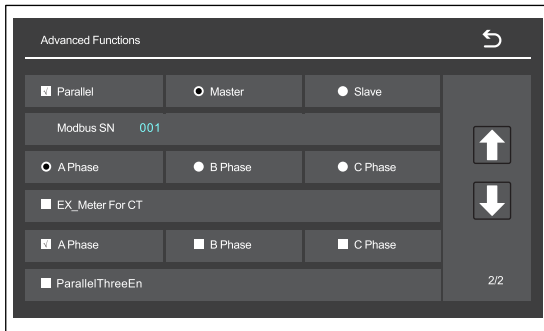 Advanced Functions
Parallel Master Slave
Modbus SN 001
A Phase B Phase C Phase
EX_Meter For CT
A Phase B Phase C Phase
ParallelThreeEn
2/2